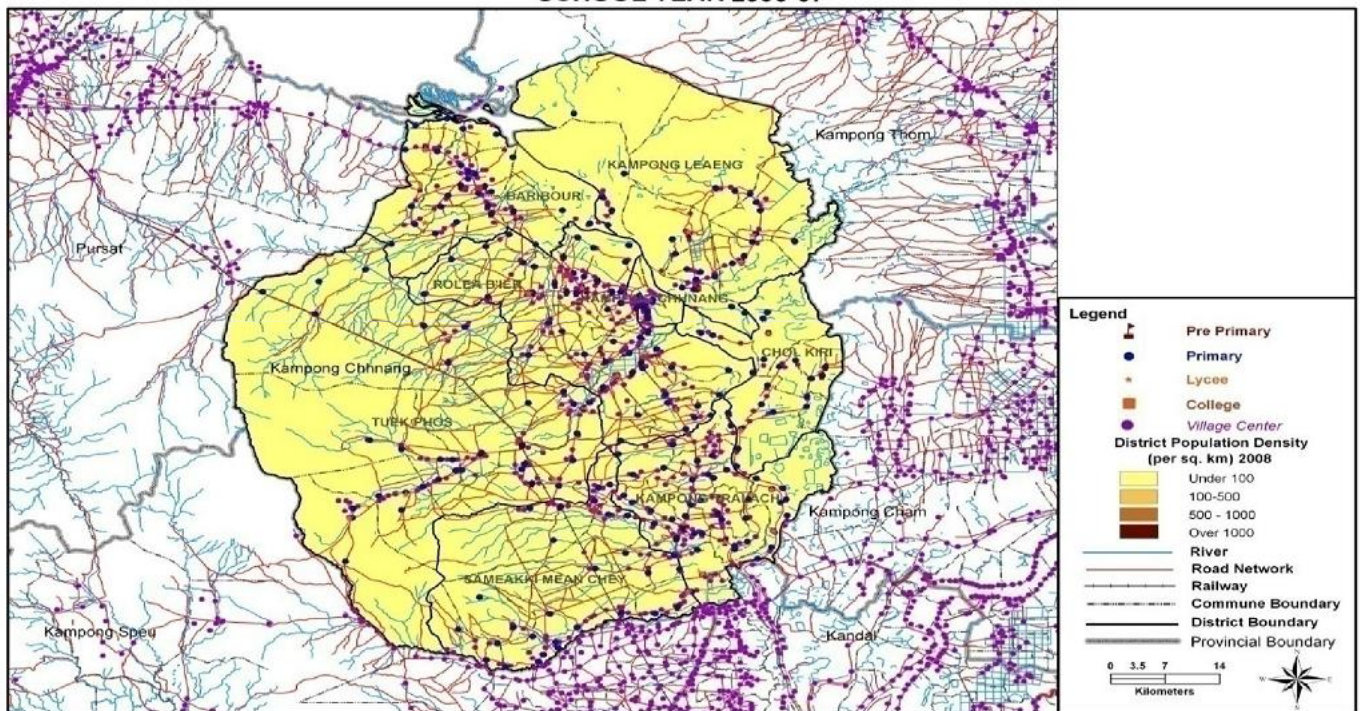 Kampong Thom
KAMPONG LEAENG
BARIBOUR
Pursat
ROLEA B'IER
CHHNANG
CHOL KIRI
Kampong Chhnang
TUEK PHOS
KAMPONG TRALACH
Kampong Cham
SAMEAKKI MEAN CHEY
Kampong Speu
Kandal
Legend
Pre Primary
Primary
Lycee
College
Village Center
District Population Density
(per sq. km) 2008
Under 100
100-500
500 - 1000
Over 1000
River
Road Network
Railway
Commune Boundary
District Boundary
Provincial Boundary
0 3.5 7 14
Kilometers
N
W E
S